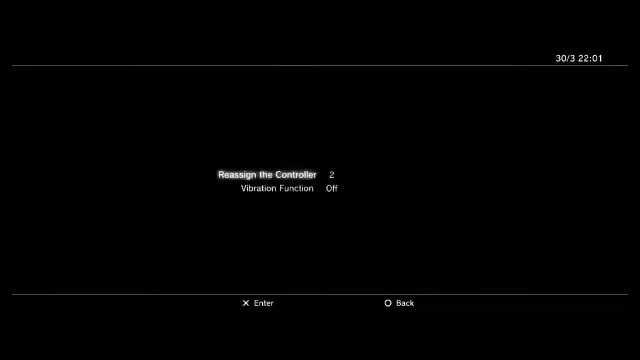 30/3 22:01
Reassign the Controller 2
Vibration Function Off
✕ Enter ○ Back